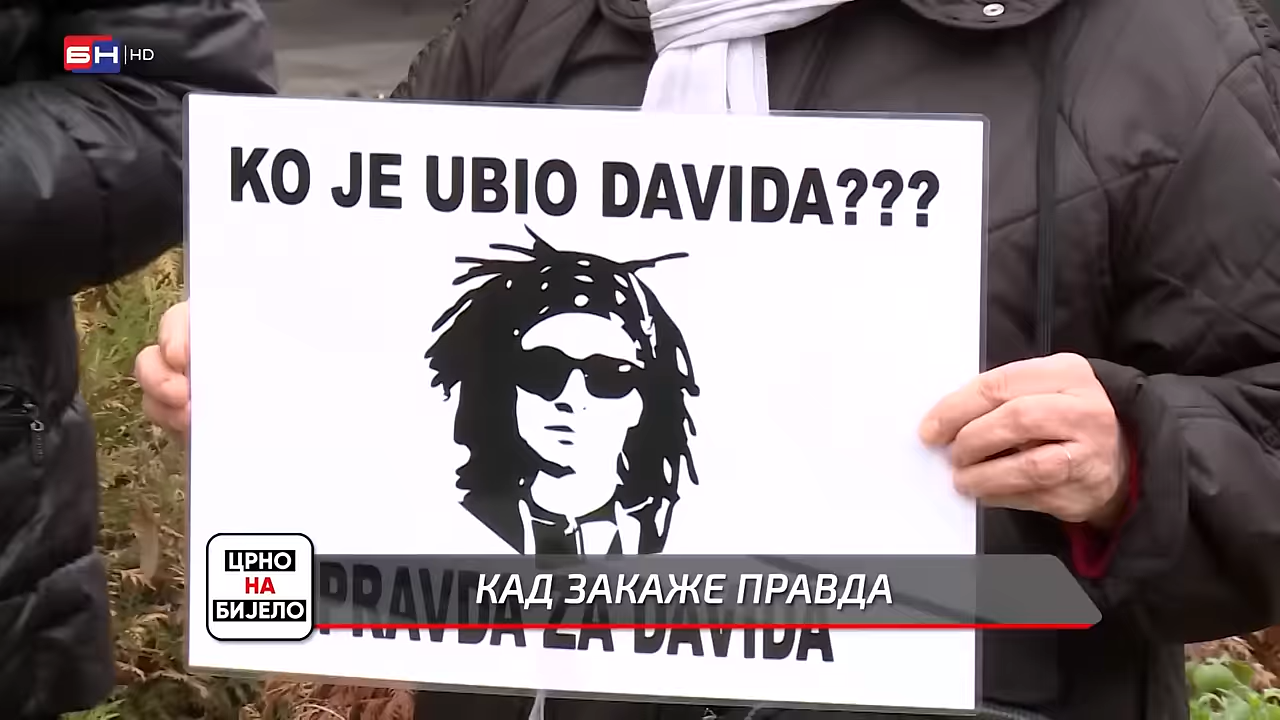 БН HD
KO JE UBIO DAVIDA???
PRAVDA ZA DAVIDA
ЦРНО
НА
БИЈЕЛО
КАД ЗАКАЖЕ ПРАВДА